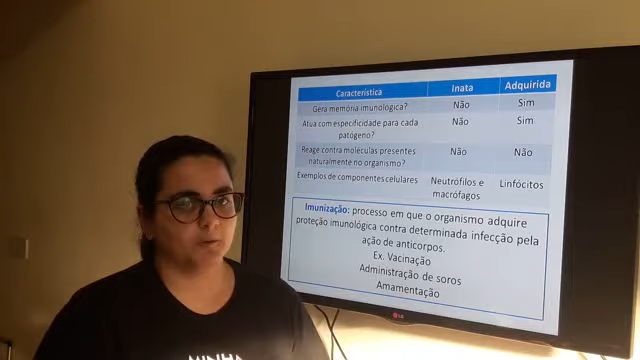 Característica Inata Adquirida
Gera memória imunológica? Não Sim
Atua com especificidade para cada Não Sim
patógeno?
Reage contra moléculas presentes Não Não
naturalmente no organismo?
Exemplos de componentes celulares Neutrófilos e Linfócitos
macrófagos
Imunização: processo em que o organismo adquire
proteção imunológica contra determinada infecção pela
ação de anticorpos.
Ex. Vacinação
Administração de soros
Amamentação
LG
MINHA